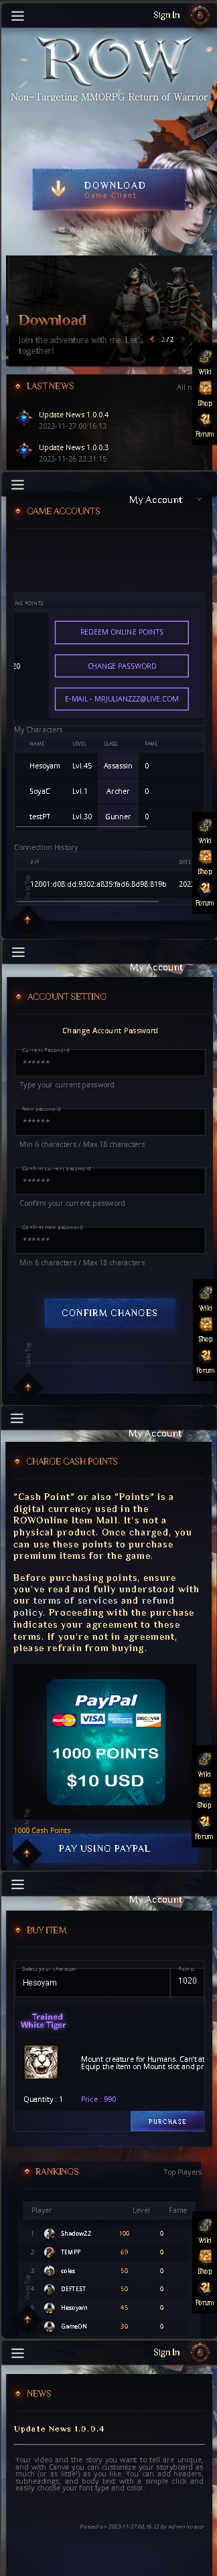 Sign In
ROW
Non-Targeting MMORPG Return of Warrior
DOWNLOAD
Game Client
Windows
Download
Join the adventure with me. Let's
together!
2 / 2
Wiki
Shop
Forum
LAST NEWS
All n
Update News 1.0.0.4
2023-11-27 00:16:13
Update News 1.0.0.3
2023-11-26 23:31:15
My Account
GAME ACCOUNTS
INE POINTS
20
REDEEM ONLINE POINTS
CHANGE PASSWORD
E-MAIL - MRJULIANZZZ@LIVE.COM
My Characters
NAME LEVEL CLASS FAME
Hesoyam Lv.45 Assassin 0
SoyaC Lv.1 Archer 0
testPT Lv.30 Gunner 0
Wiki
Shop
Forum
Connection History
IP DATE
12001:d08:dd:9302:a835:fad6:8d98:819b 202
Go to Top
My Account
ACCOUNT SETTING
Change Account Password
Current Password
******
Type your current password
New password
******
Min 6 characters / Max 18 characters
Confirm current password
******
Confirm your current password
Confirm new password
******
Min 6 characters / Max 18 characters
CONFIRM CHANGES
Wiki
Shop
Forum
Go to Top
My Account
CHARGE CASH POINTS
"Cash Point" or also "Points" is a
digital currency used in the
ROWOnline Item Mall. It's not a
physical product. Once charged, you
can use these points to purchase
premium items for the game.
Before purchasing points, ensure
you've read and fully understood with
our terms of services and refund
policy. Proceeding with the purchase
indicates your agreement to these
terms. If you're not in agreement,
please refrain from buying.
PayPal
MasterCard VISA DISCOVER
1000 POINTS
$10 USD
Wiki
Shop
Forum
1000 Cash Points
PAY USING PAYPAL
My Account
BUY ITEM
Select your character
Hesoyam
Points
1020
Trained
White Tiger
Mount creature for Humans. Can't at
Equip the item on Mount slot and pr
Quantity : 1 Price : 990
PURCHASE
RANKINGS
Top Players
Player Level Fame
1 Shadow22 100 0
2 TEMPP 69 0
3 coles 50 0
4 DEFTEST 50 0
5 Hesoyam 45 0
GameON 30 0
Wiki
Shop
Forum
Sign In
NEWS
Update News 1.0.0.4
Your video and the story you want to tell are unique,
and with Canva you can customize your storyboard as
much (or as little!) as you like. You can add headers,
subheadings, and body text with a simple click and
easily choose your font type and color.
Posted on 2023-11-27 00:16:13 by Administrator